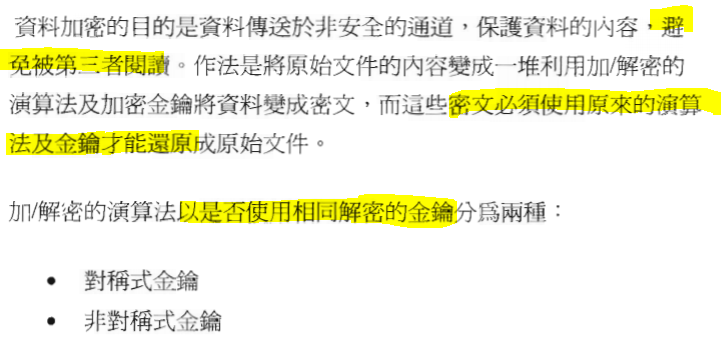 資料加密的目的是資料傳送於非安全的通道，保護資料的內容，避
免被第三者閱讀。作法是將原始文件的內容變成一堆利用加/解密的
演算法及加密金鑰將資料變成密文，而這些密文必須使用原來的演算
法及金鑰才能還原成原始文件。
加/解密的演算法以是否使用相同解密的金鑰分爲兩種：
• 對稱式金鑰
• 非對稱式金鑰